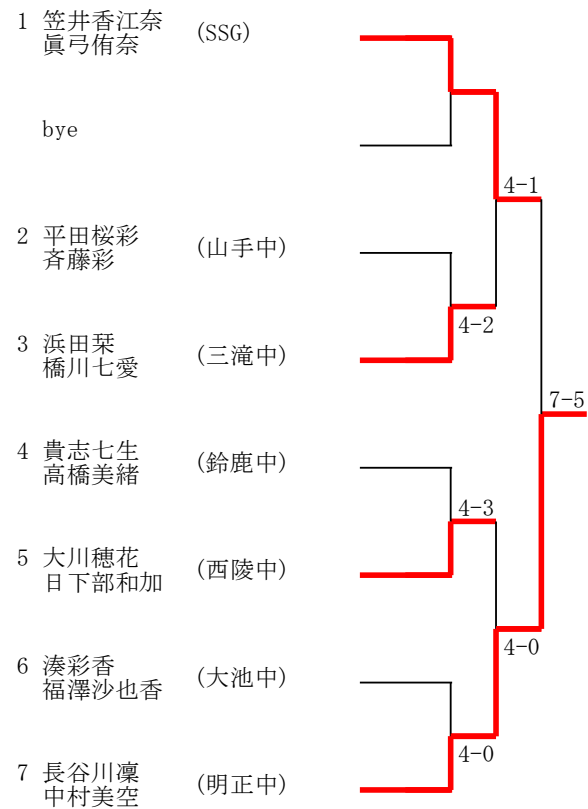 1 笠井香江奈 (SSG)
眞弓侑奈
bye
4-1
2 平田桜彩 (山手中)
斉藤彩
4-2
3 浜田栞 (三滝中)
橋川七愛
7-5
4 貴志七生 (鈴鹿中)
高橋美緒
4-3
5 大川穂花 (西陵中)
日下部和加
4-0
6 湊彩香 (大池中)
福澤沙也香
4-0
7 長谷川凜 (明正中)
中村美空